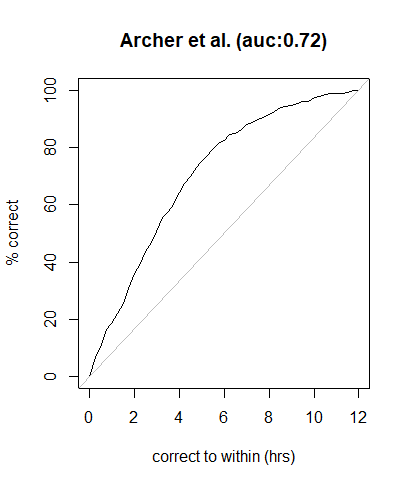 Archer et al. (auc:0.72)
% correct
100
80
60
40
20
0
0 2 4 6 8 10 12
correct to within (hrs)